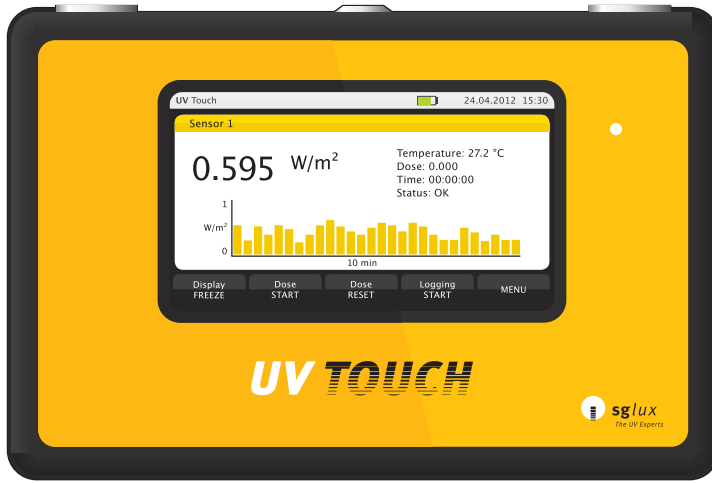 UV Touch 24.04.2012 15:30
Sensor 1
0.595 W/m²
Temperature: 27.2 °C
Dose: 0.000
Time: 00:00:00
Status: OK
1
W/m²
0
10 min
Display
FREEZE
Dose
START
Dose
RESET
Logging
START
MENU
UV TOUCH
sglux
The UV Experts